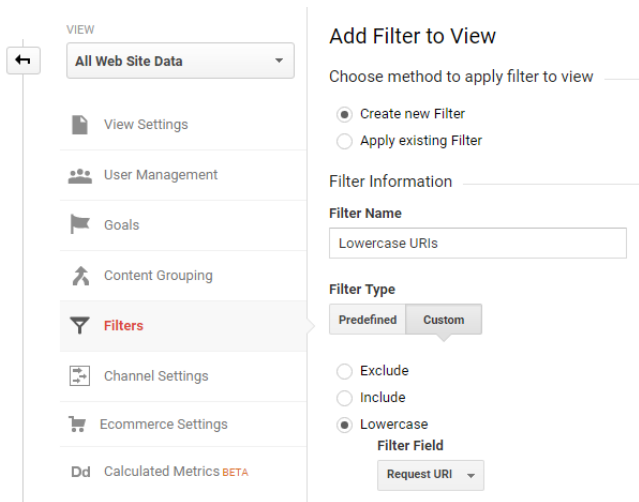 VIEW
All Web Site Data
View Settings
User Management
Goals
Content Grouping
Filters
Channel Settings
Ecommerce Settings
Dd Calculated Metrics BETA
Add Filter to View
Choose method to apply filter to view
Create new Filter
Apply existing Filter
Filter Information
Filter Name
Lowercase URIs
Filter Type
Predefined Custom
Exclude
Include
Lowercase
Filter Field
Request URI